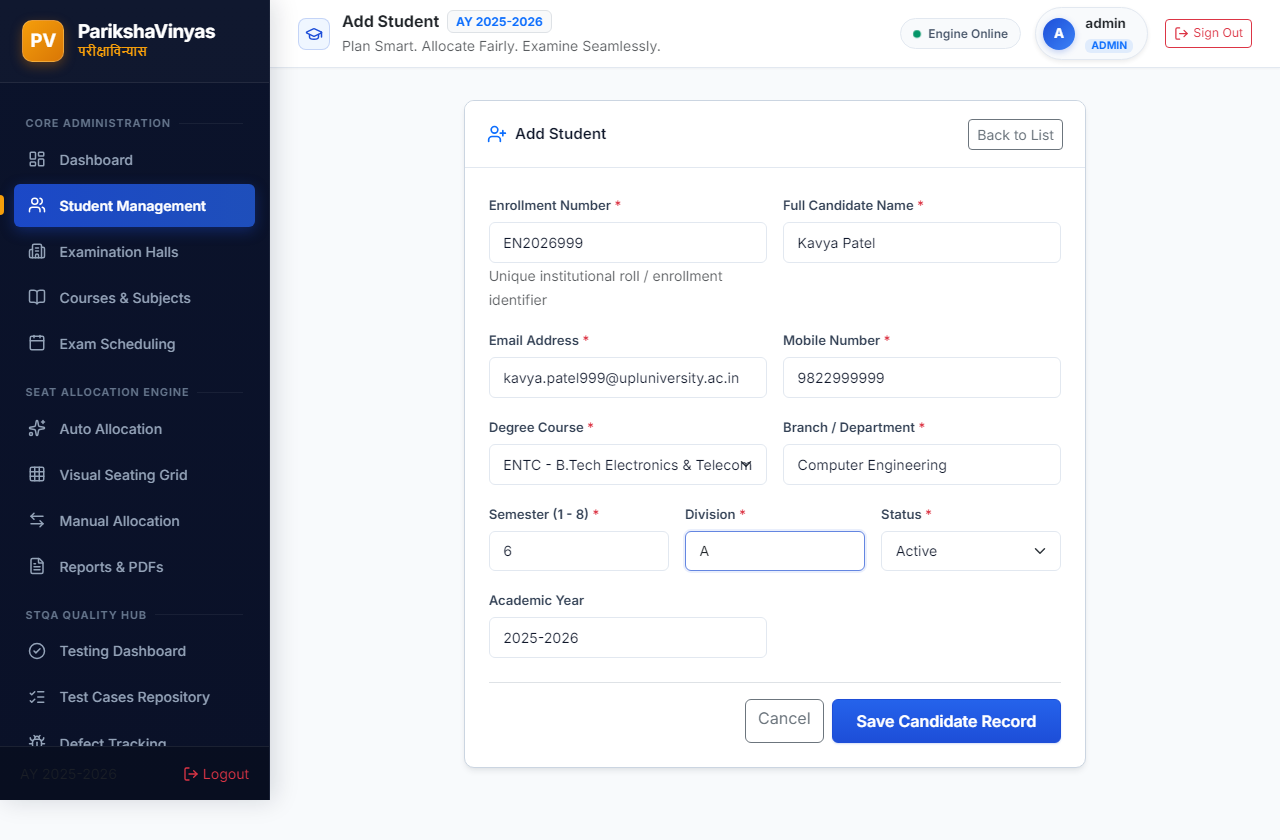 PV
ParikshaVinyas
परीक्षाविन्यास
CORE ADMINISTRATION
Dashboard
Student Management
Examination Halls
Courses & Subjects
Exam Scheduling
SEAT ALLOCATION ENGINE
Auto Allocation
Visual Seating Grid
Manual Allocation
Reports & PDFs
STQA QUALITY HUB
Testing Dashboard
Test Cases Repository
Defect Tracking
AY 2025-2026
Logout
Add Student
AY 2025-2026
Plan Smart. Allocate Fairly. Examine Seamlessly.
Engine Online
A
admin
ADMIN
Sign Out
Add Student
Back to List
Enrollment Number *
Full Candidate Name *
EN2026999
Kavya Patel
Unique institutional roll / enrollment
identifier
Email Address *
Mobile Number *
kavya.patel999@upluniversity.ac.in
9822999999
Degree Course *
Branch / Department *
ENTC - B.Tech Electronics & Telecom
Computer Engineering
Semester (1 - 8) *
Division *
Status *
6
A
Active
Academic Year
2025-2026
Cancel
Save Candidate Record